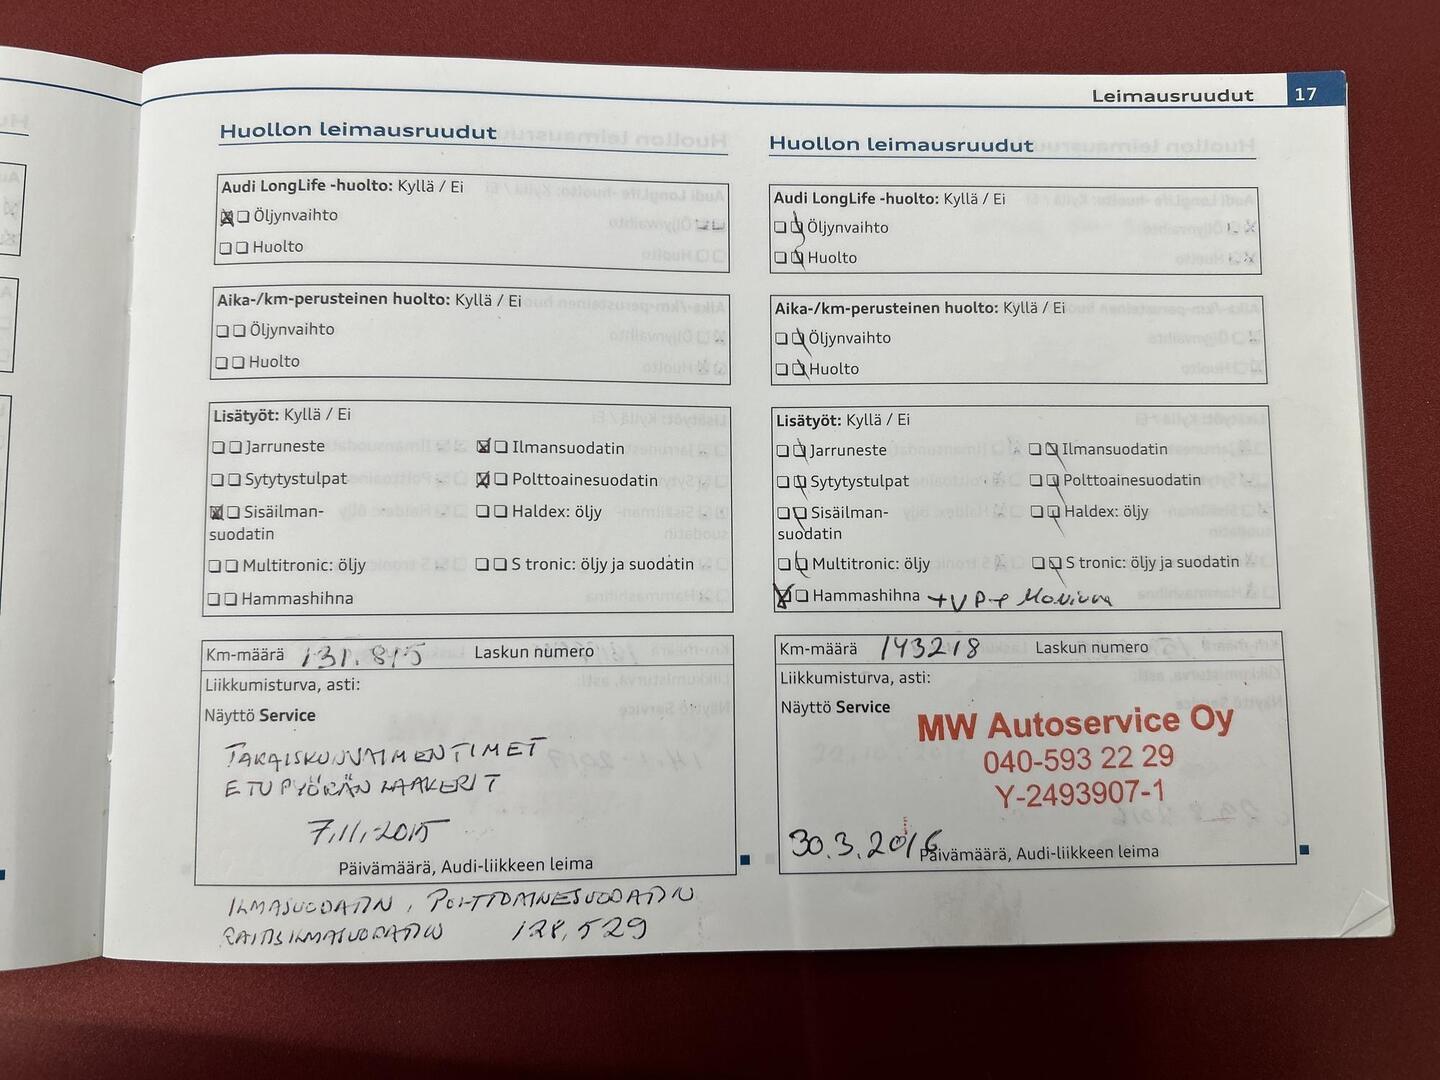 Leimausruudut 17
Huollon leimausruudut
Audi LongLife -huolto: Kyllä / Ei
Öljynvaihto
Huolto
Aika-/km-perusteinen huolto: Kyllä / Ei
Öljynvaihto
Huolto
Lisätyöt: Kyllä / Ei
Jarruneste Ilmansuodatin
Sytytystulpat Polttoainesuodatin
Sisäilman- Haldex: öljy
suodatin
Multitronic: öljy S tronic: öljy ja suodatin
Hammashihna
Km-määrä 131.815 Laskun numero
Liikkumisturva, asti:
Näyttö Service
TAKAISKUNVAIMENTIMET
ETUPYÖRÄN LAAKERIT
7.11.2015
Päivämäärä, Audi-liikkeen leima
ILMASUODATIN, POLTTOAINESUODATIN
RAITISILMASUODATIN 128,529
Huollon leimausruudut
Audi LongLife -huolto: Kyllä / Ei
Öljynvaihto
Huolto
Aika-/km-perusteinen huolto: Kyllä / Ei
Öljynvaihto
Huolto
Lisätyöt: Kyllä / Ei
Jarruneste Ilmansuodatin
Sytytystulpat Polttoainesuodatin
Sisäilman- Haldex: öljy
suodatin
Multitronic: öljy S tronic: öljy ja suodatin
Hammashihna +VP+
Km-määrä 143218 Laskun numero
Liikkumisturva, asti:
Näyttö Service
MW Autoservice Oy
040-593 22 29
Y-2493907-1
30.3.2016
Päivämäärä, Audi-liikkeen leima